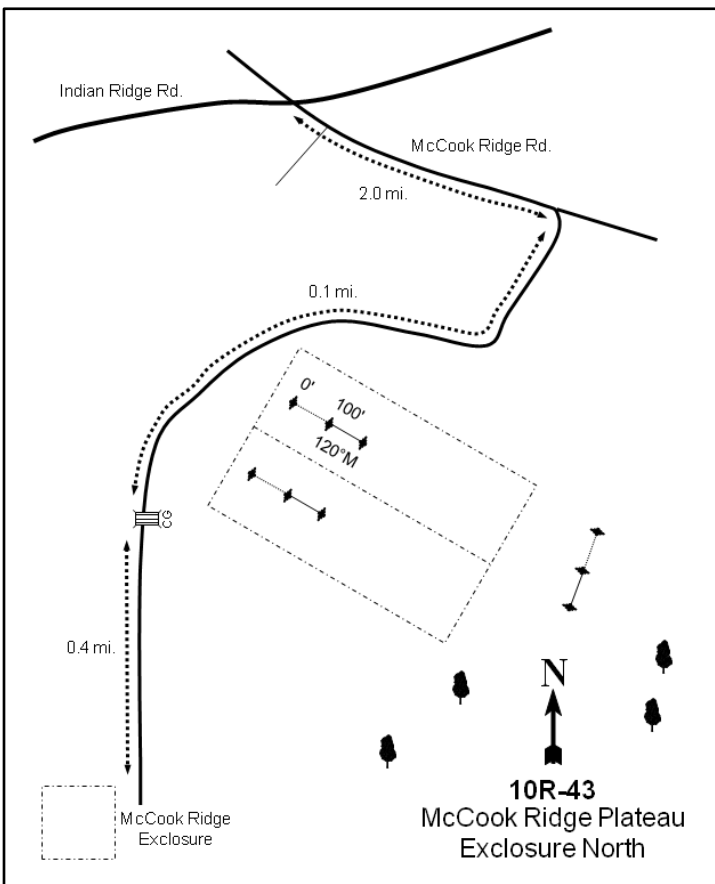 Indian Ridge Rd.
McCook Ridge Rd.
2.0 mi.
0.1 mi.
0'
100'
120°M
CG
0.4 mi.
N
McCook Ridge
Exclosure
10R-43
McCook Ridge Plateau
Exclosure North